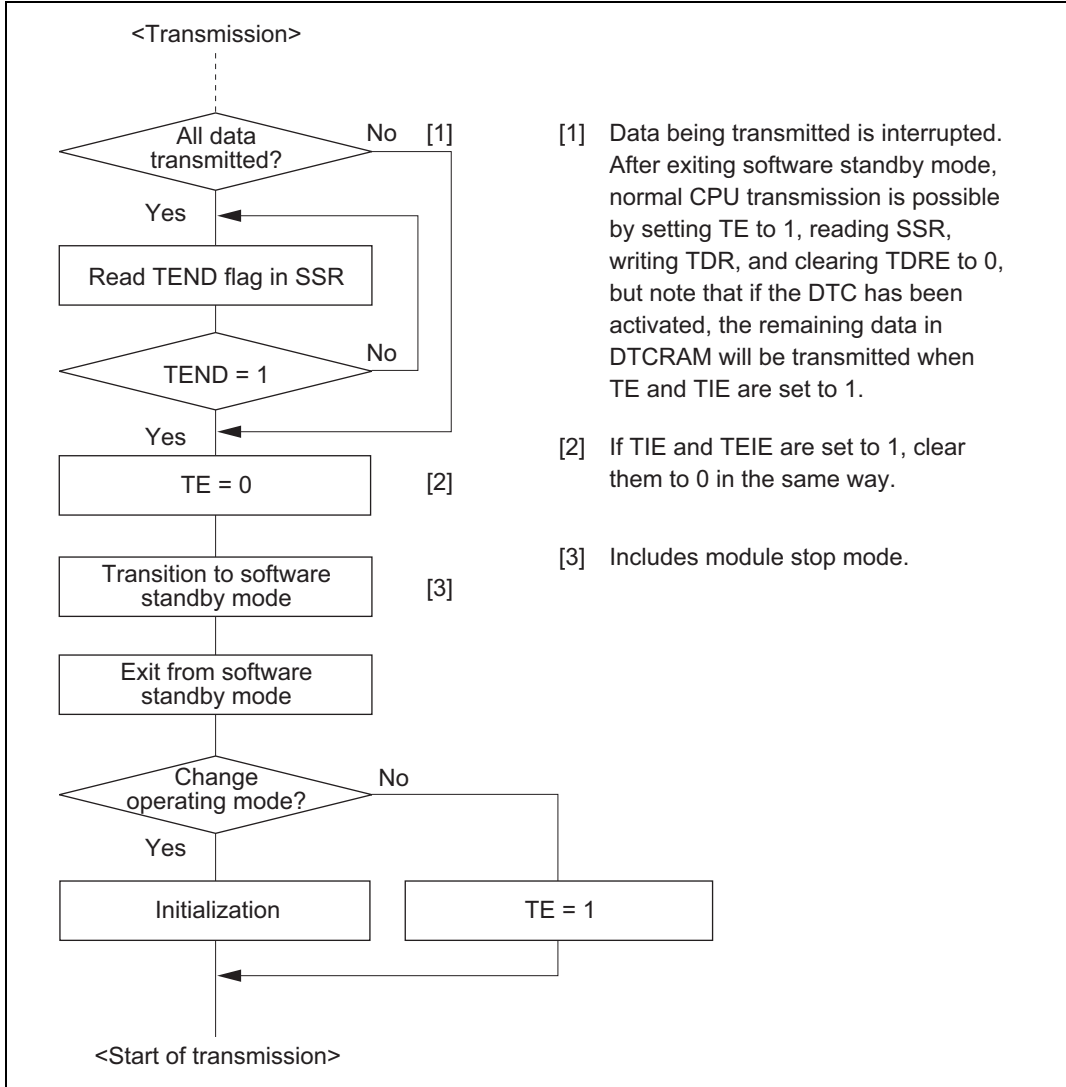 <Transmission>
All data
transmitted?
No
[1]
Yes
Read TEND flag in SSR
TEND = 1
No
Yes
TE = 0
[2]
Transition to software
standby mode
[3]
Exit from software
standby mode
Change
operating mode?
No
Yes
Initialization
TE = 1
<Start of transmission>
[1] Data being transmitted is interrupted.
After exiting software standby mode,
normal CPU transmission is possible
by setting TE to 1, reading SSR,
writing TDR, and clearing TDRE to 0,
but note that if the DTC has been
activated, the remaining data in
DTCRAM will be transmitted when
TE and TIE are set to 1.
[2] If TIE and TEIE are set to 1, clear
them to 0 in the same way.
[3] Includes module stop mode.